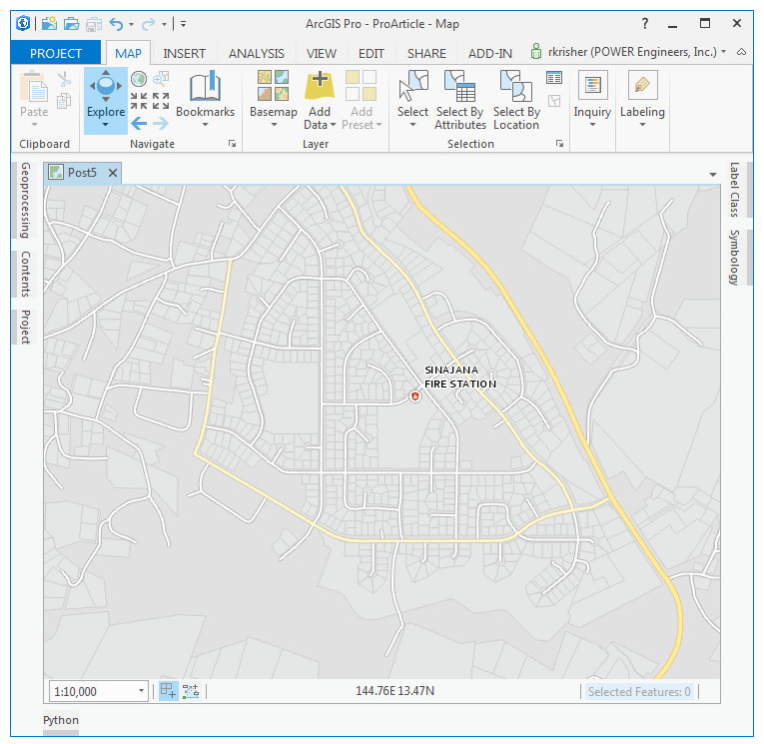 ArcGIS Pro - ProArticle - Map
?
PROJECT MAP INSERT ANALYSIS VIEW EDIT SHARE ADD-IN rkrisher (POWER Engineers, Inc.)
Paste Explore Bookmarks Basemap Add Data Add Preset Select Select By Attributes Select By Location Inquiry Labeling
Clipboard Navigate Layer Selection
Post5
Geoprocessing
Contents
Project
Label Class
Symbology
SINAJANA
FIRE STATION
1:10,000 144.76E 13.47N Selected Features: 0
Python